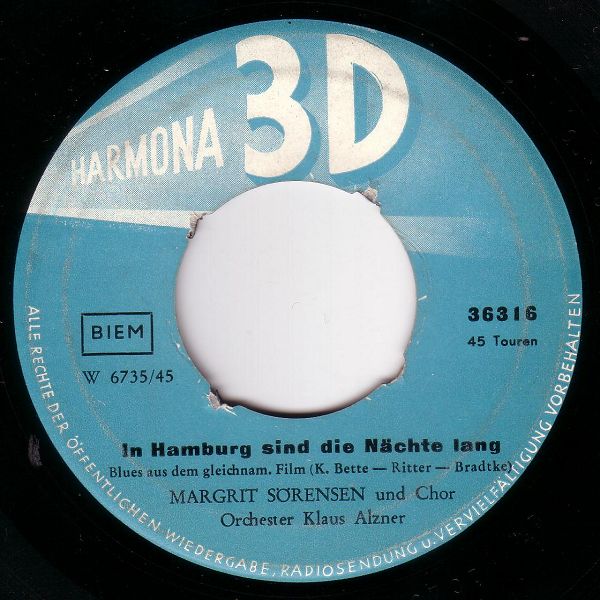 HARMONA 3D
BIEM
W 6735/45
36316
45 Touren
In Hamburg sind die Nächte lang
Blues aus dem gleichnam. Film (K. Bette — Ritter — Bradtke)
MARGRIT SÖRENSEN und Chor
Orchester Klaus Alzner
ALLE RECHTE DER ÖFFENTLICHEN WIEDERGABE, RADIOSENDUNG u. VERVIELFÄLTIGUNG VORBEHALTEN